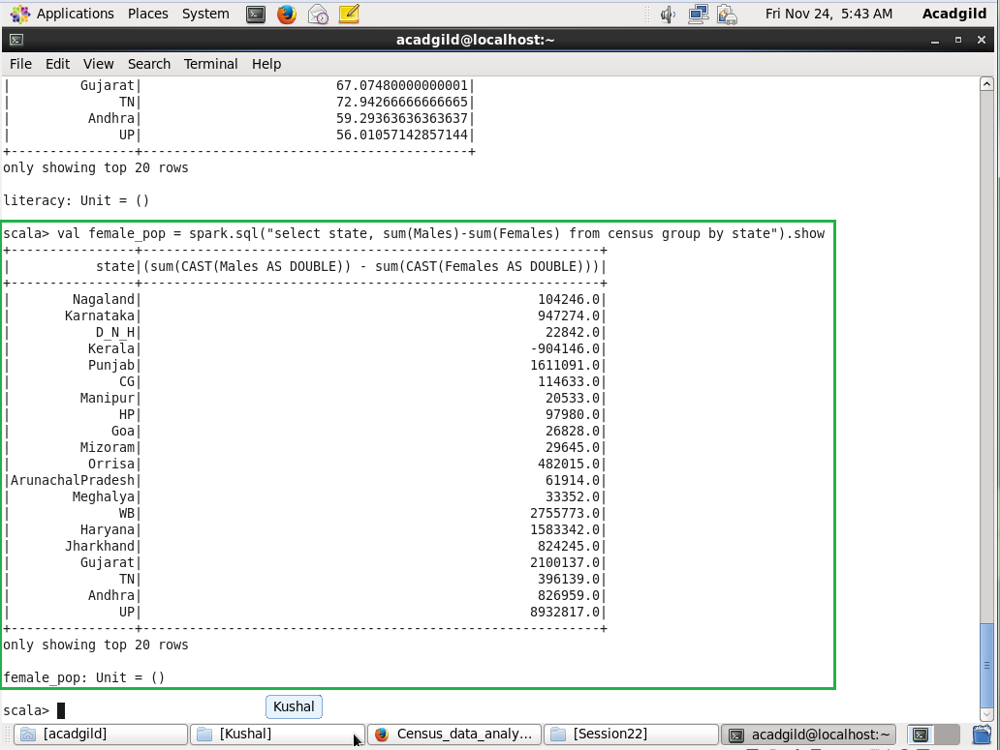 Applications Places System Fri Nov 24, 5:43 AM Acadgild
acadgild@localhost:~
File Edit View Search Terminal Help
|         Gujarat|                         67.07480000000001|
|              TN|                         72.94266666666665|
|          Andhra|                         59.29363636363637|
|              UP|                         56.01057142857144|
+----------------+------------------------------------------+
only showing top 20 rows
literacy: Unit = ()
scala> val female_pop = spark.sql("select state, sum(Males)-sum(Females) from census group by state").show
+----------------+-----------------------------------------------------------+
|           state|(sum(CAST(Males AS DOUBLE)) - sum(CAST(Females AS DOUBLE)))|
+----------------+-----------------------------------------------------------+
|        Nagaland|                                                   104246.0|
|       Karnataka|                                                   947274.0|
|           D_N_H|                                                    22842.0|
|          Kerala|                                                  -904146.0|
|          Punjab|                                                  1611091.0|
|              CG|                                                   114633.0|
|         Manipur|                                                    20533.0|
|              HP|                                                    97980.0|
|             Goa|                                                    26828.0|
|         Mizoram|                                                    29645.0|
|          Orrisa|                                                   482015.0|
|ArunachalPradesh|                                                    61914.0|
|        Meghalya|                                                    33352.0|
|              WB|                                                  2755773.0|
|         Haryana|                                                  1583342.0|
|       Jharkhand|                                                   824245.0|
|         Gujarat|                                                  2100137.0|
|              TN|                                                   396139.0|
|          Andhra|                                                   826959.0|
|              UP|                                                  8932817.0|
+----------------+-----------------------------------------------------------+
only showing top 20 rows
female_pop: Unit = ()
scala>
Kushal
[acadgild] [Kushal] Census_data_analy... [Session22] acadgild@localhost:~